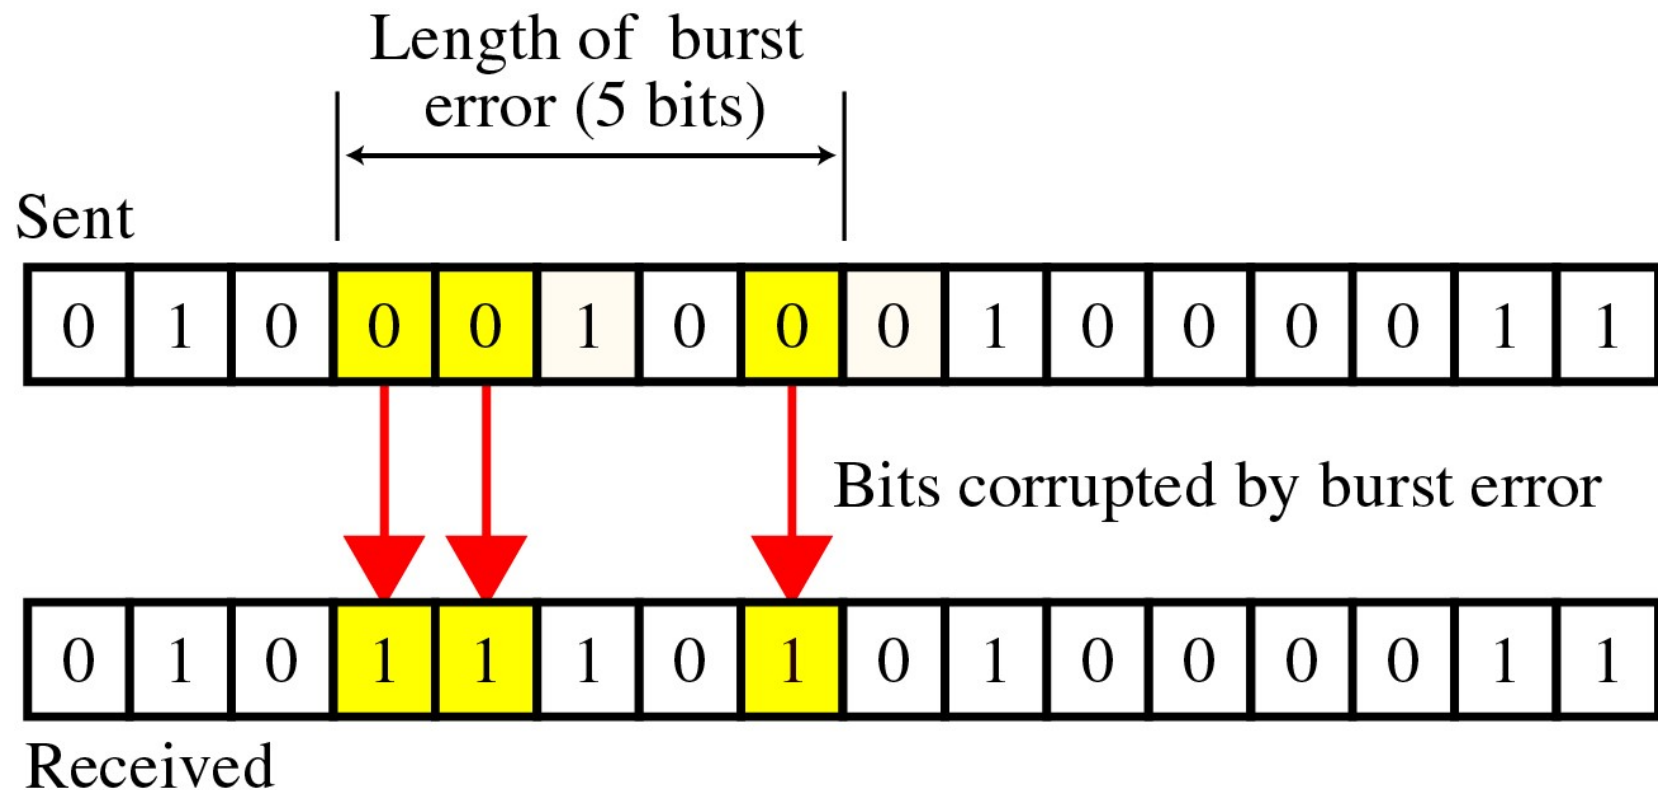 Length of burst
error (5 bits)
Sent
0 1 0 0 0 1 0 0 0 1 0 0 0 0 1 1
Bits corrupted by burst error
0 1 0 1 1 1 0 1 0 1 0 0 0 0 1 1
Received